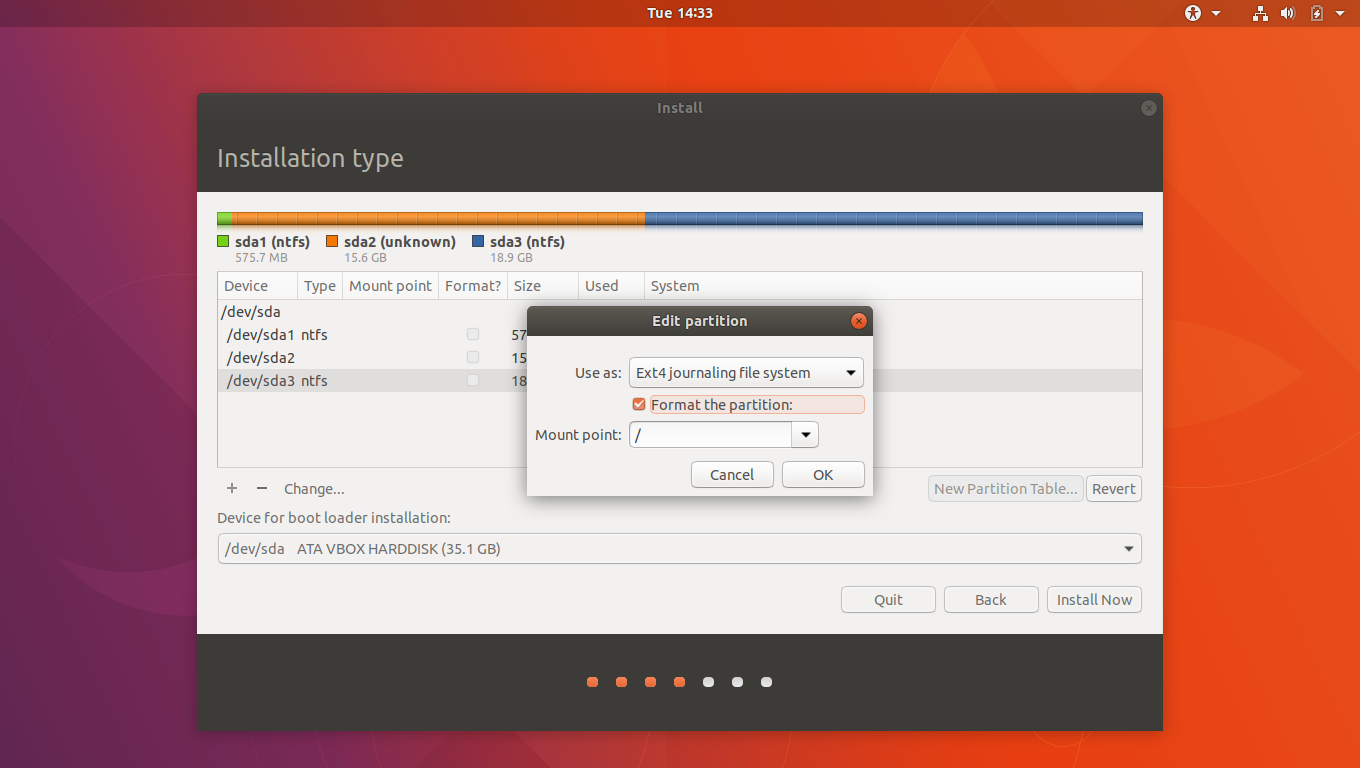 Tue 14:33
Install
Installation type
sda1 (ntfs) sda2 (unknown) sda3 (ntfs)
575.7 MB 15.6 GB 18.9 GB
Device Type Mount point Format? Size Used System
/dev/sda
/dev/sda1 ntfs 57
/dev/sda2 15
/dev/sda3 ntfs 18
Edit partition
Use as: Ext4 journaling file system
Format the partition:
Mount point: /
Cancel OK
+ − Change... New Partition Table... Revert
Device for boot loader installation:
/dev/sda ATA VBOX HARDDISK (35.1 GB)
Quit Back Install Now